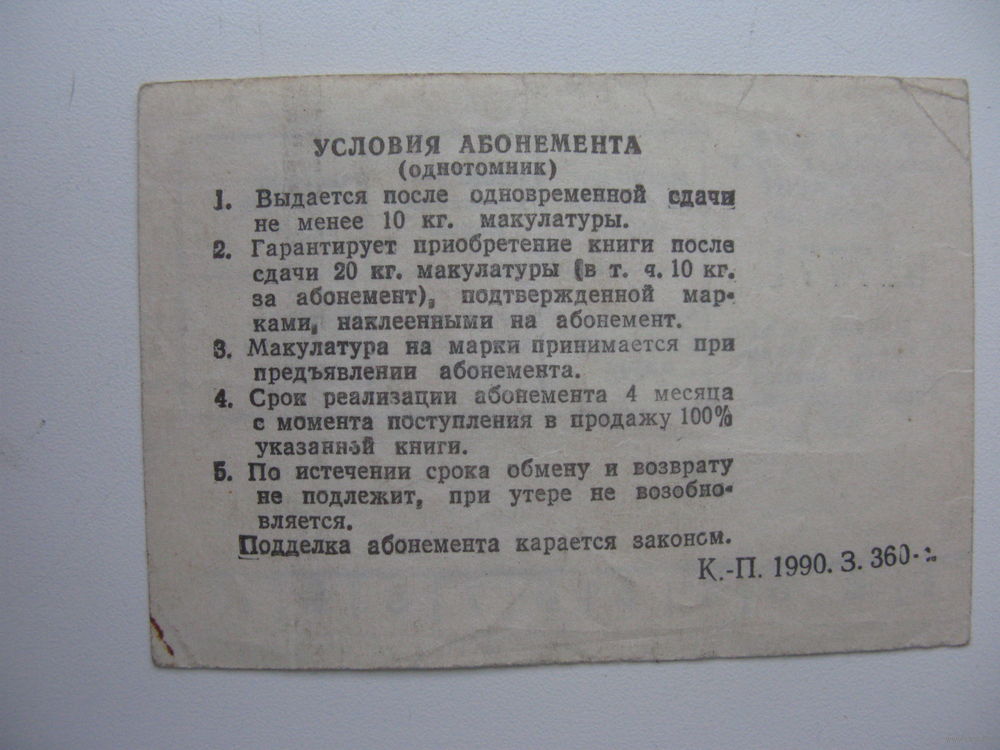 УСЛОВИЯ АБОНЕМЕНТА
(однотомник)
1. Выдается после одновременной сдачи
не менее 10 кг. макулатуры.
2. Гарантирует приобретение книги после
сдачи 20 кг. макулатуры (в т. ч. 10 кг.
за абонемент), подтвержденной мар-
ками, наклеенными на абонемент.
3. Макулатура на марки принимается при
предъявлении абонемента.
4. Срок реализации абонемента 4 месяца
с момента поступления в продажу 100%
указанной книги.
5. По истечении срока обмену и возврату
не подлежит, при утере не возобно-
вляется.
Подделка абонемента карается законом.
К.-П. 1990. З. 360-